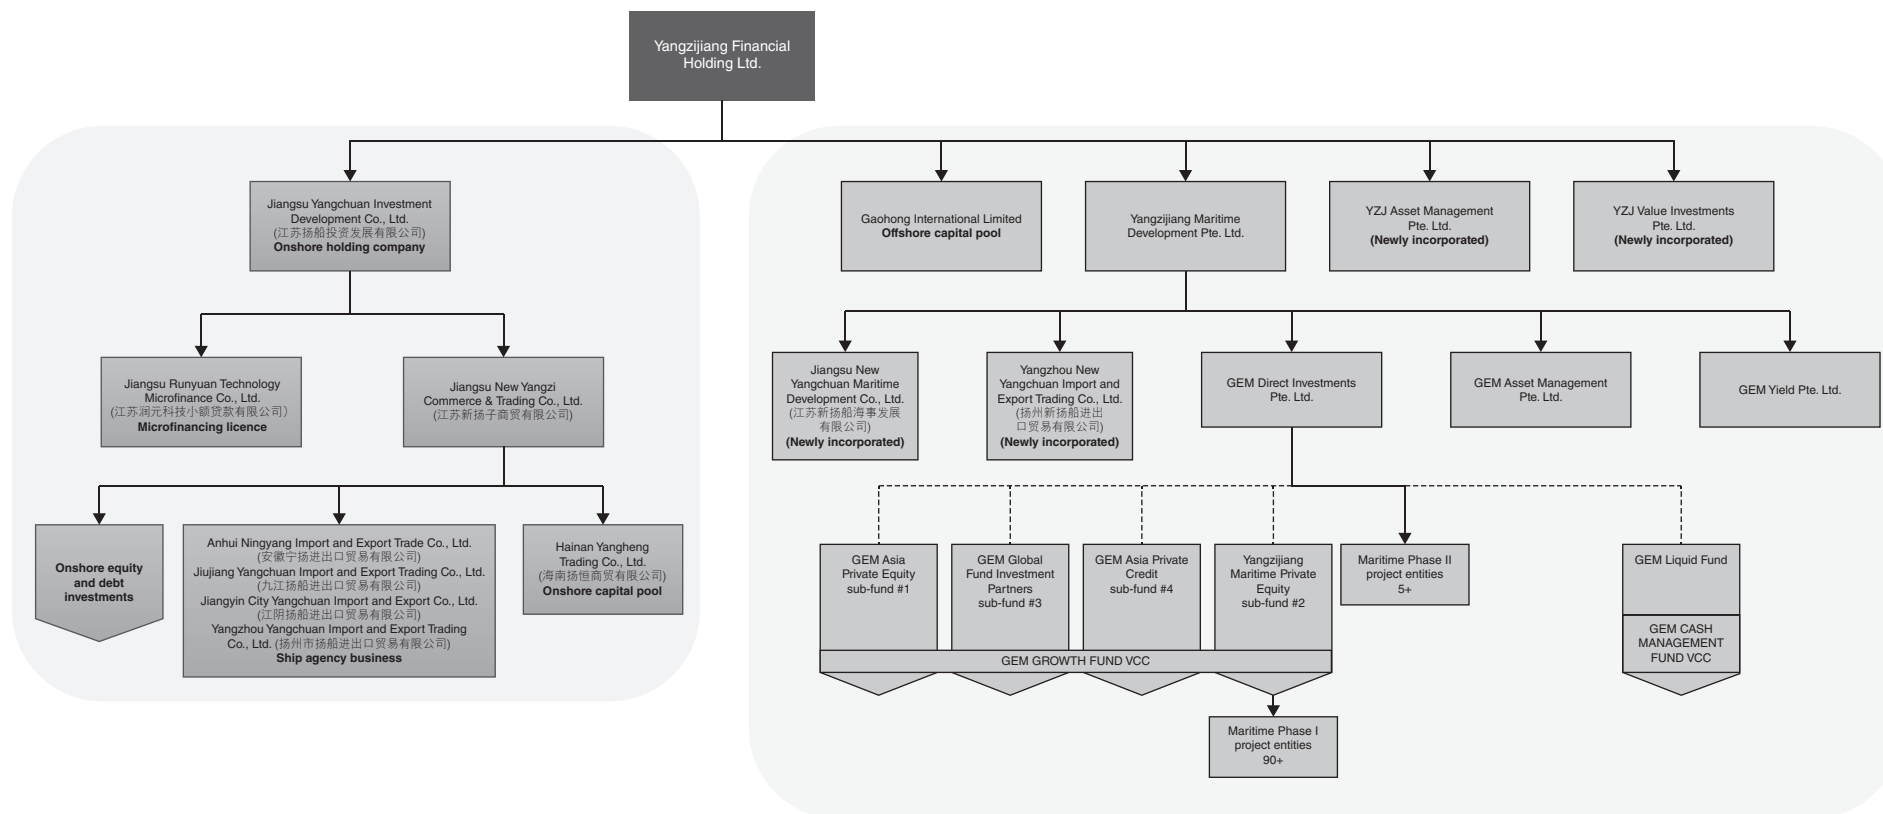 Yangzijiang Financial
Holding Ltd.
Jiangsu Yangchuan Investment
Development Co., Ltd.
(江苏扬船投资发展有限公司)
Onshore holding company
Gaohong International Limited
Offshore capital pool
Yangzijiang Maritime
Development Pte. Ltd.
YZJ Asset Management
Pte. Ltd.
(Newly incorporated)
YZJ Value Investments
Pte. Ltd.
(Newly incorporated)
Jiangsu Runyuan Technology
Microfinance Co., Ltd.
(江苏润元科技小额贷款有限公司)
Microfinancing licence
Jiangsu New Yangzi
Commerce & Trading Co., Ltd.
(江苏新扬子商贸有限公司)
Jiangsu New
Yangchuan Maritime
Development Co., Ltd.
(江苏新扬船海事发展
有限公司)
(Newly incorporated)
Yangzhou New
Yangchuan Import and
Export Trading Co., Ltd.
(扬州新扬船进出
口贸易有限公司)
(Newly incorporated)
GEM Direct Investments
Pte. Ltd.
GEM Asset Management
Pte. Ltd.
GEM Yield Pte. Ltd.
Onshore equity
and debt
investments
Anhui Ningyang Import and Export Trade Co., Ltd.
(安徽宁扬进出口贸易有限公司)
Jiujiang Yangchuan Import and Export Trading Co., Ltd.
(九江扬船进出口贸易有限公司)
Jiangyin City Yangchuan Import and Export Co., Ltd.
(江阴扬船进出口贸易有限公司)
Yangzhou Yangchuan Import and Export Trading
Co., Ltd. (扬州市扬船进出口贸易有限公司)
Ship agency business
Hainan Yangheng
Trading Co., Ltd.
(海南扬恒商贸有限公司)
Onshore capital pool
GEM Asia
Private Equity
sub-fund #1
GEM Global
Fund Investment
Partners
sub-fund #3
GEM Asia Private
Credit
sub-fund #4
Yangzijiang
Maritime Private
Equity
sub-fund #2
Maritime Phase II
project entities
5+
GEM Liquid Fund
GEM CASH
MANAGEMENT
FUND VCC
GEM GROWTH FUND VCC
Maritime Phase I
project entities
90+